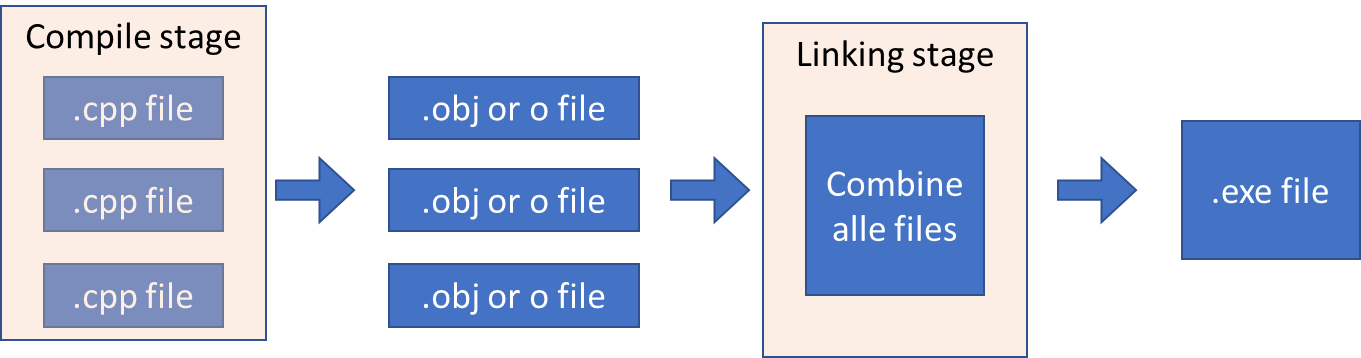 Compile stage
.cpp file
.cpp file
.cpp file
.obj or o file
.obj or o file
.obj or o file
Linking stage
Combine
alle files
.exe file